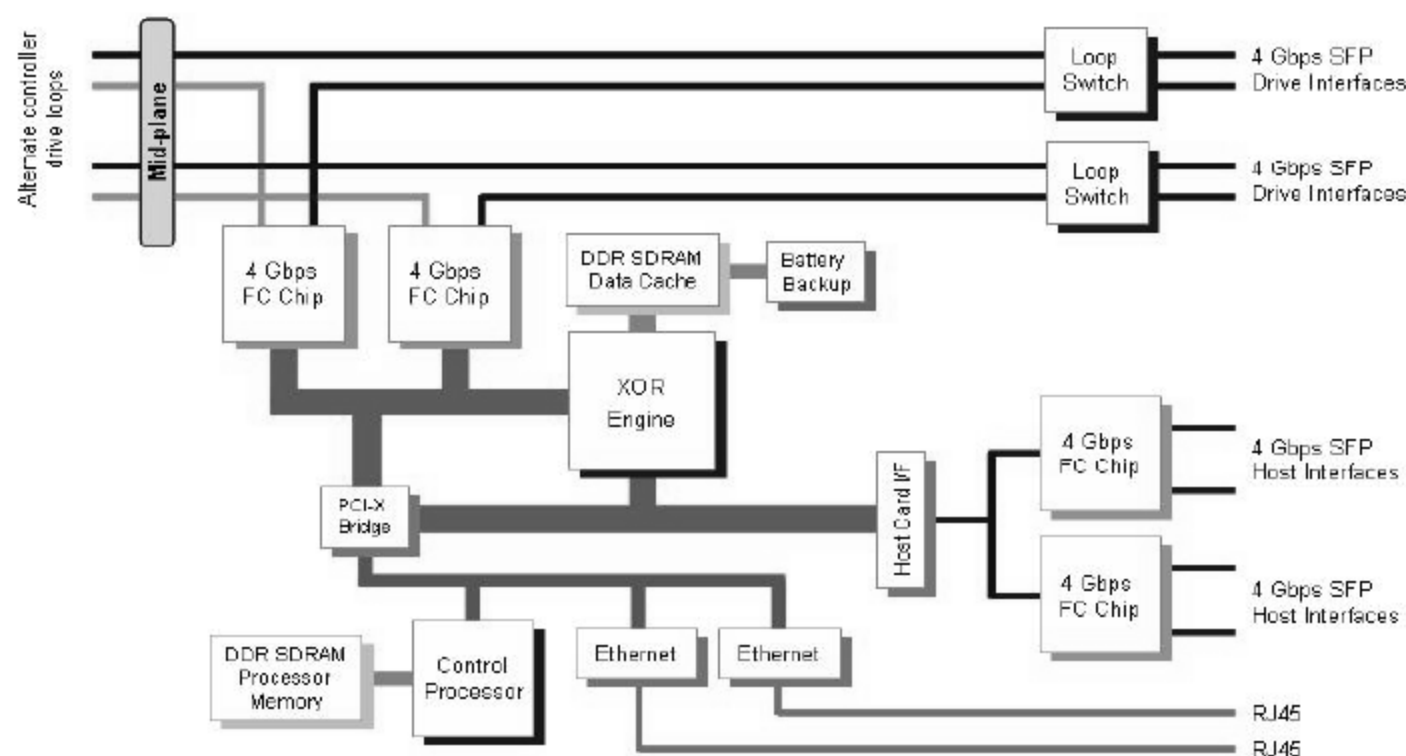 Alternate controller
drive loops
Mid-plane
Loop
Switch
4 Gbps SFP
Drive Interfaces
Loop
Switch
4 Gbps SFP
Drive Interfaces
4 Gbps
FC Chip
4 Gbps
FC Chip
DDR SDRAM
Data Cache
Battery
Backup
XOR
Engine
PCI-X
Bridge
Host Card I/F
4 Gbps
FC Chip
4 Gbps SFP
Host Interfaces
4 Gbps
FC Chip
4 Gbps SFP
Host Interfaces
DDR SDRAM
Processor
Memory
Control
Processor
Ethernet
Ethernet
RJ45
RJ45